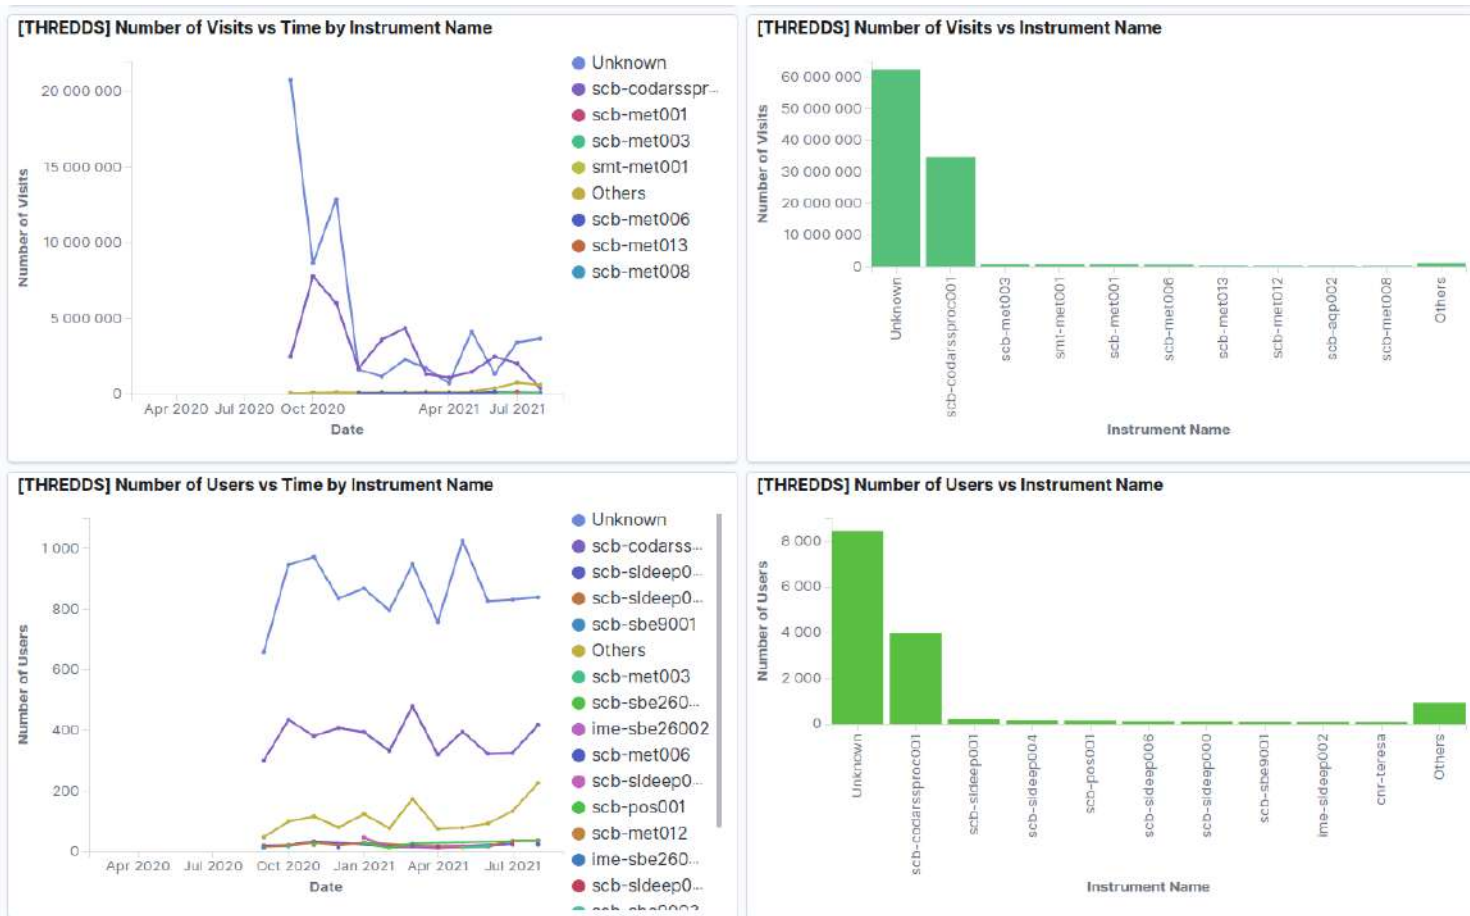 [THREDDS] Number of Visits vs Time by Instrument Name
Number of Visits
20 000 000
15 000 000
10 000 000
5 000 000
0
Apr 2020 Jul 2020 Oct 2020 Apr 2021 Jul 2021
Date
Unknown
scb-codarsspr...
scb-met001
scb-met003
smt-met001
Others
scb-met006
scb-met013
scb-met008
[THREDDS] Number of Visits vs Instrument Name
Number of Visits
60 000 000
50 000 000
40 000 000
30 000 000
20 000 000
10 000 000
0
Unknown
scb-codarssproc001
scb-met003
smt-met001
scb-met001
scb-met006
scb-met013
scb-met012
scb-aqp002
scb-met008
Others
Instrument Name
[THREDDS] Number of Users vs Time by Instrument Name
Number of Users
1 000
800
600
400
200
0
Apr 2020 Jul 2020 Oct 2020 Jan 2021 Apr 2021 Jul 2021
Date
Unknown
scb-codarss...
scb-sldeep0...
scb-sldeep0...
scb-sbe9001
Others
scb-met003
scb-sbe260...
ime-sbe26002
scb-met006
scb-sldeep0...
scb-pos001
scb-met012
ime-sbe260...
scb-sldeep0...
[THREDDS] Number of Users vs Instrument Name
Number of Users
8 000
6 000
4 000
2 000
0
Unknown
scb-codarssproc001
scb-sldeep001
scb-sldeep004
scb-pos001
scb-sldeep006
scb-sldeep000
scb-sbe9001
ime-sldeep002
cnr-teresa
Others
Instrument Name